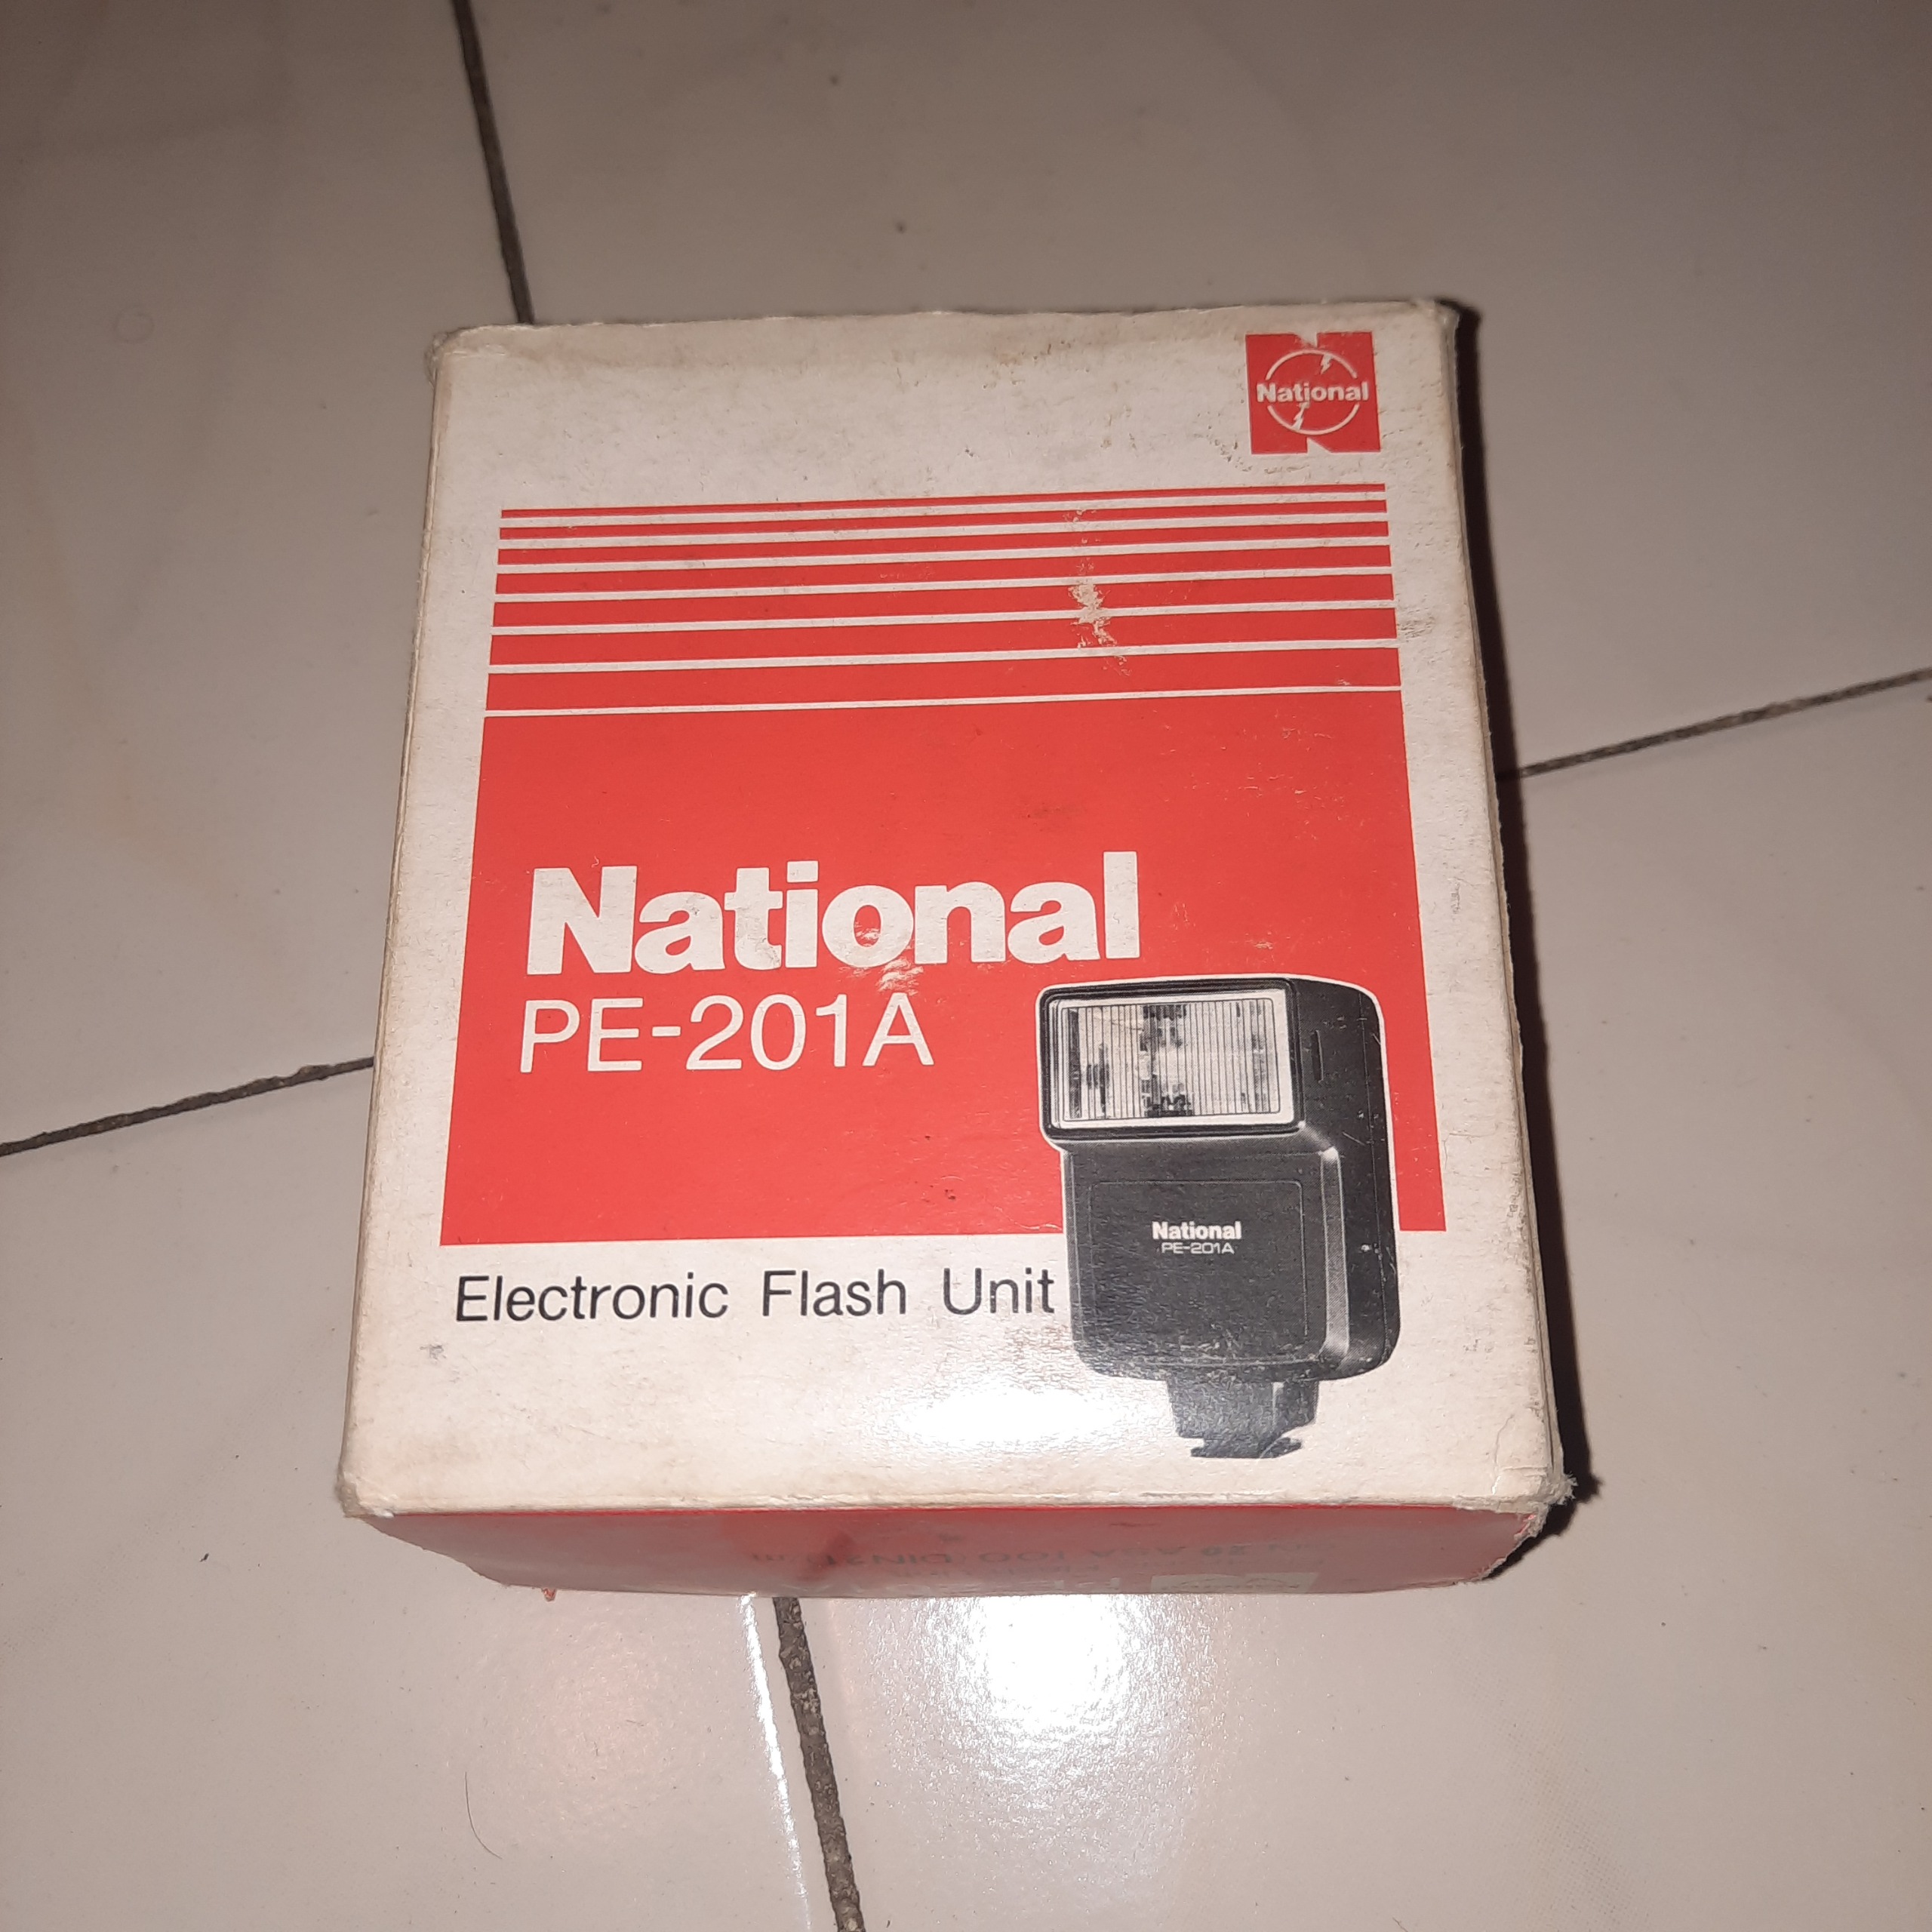 National
National
PE-201A
National
PE-201A
Electronic Flash Unit